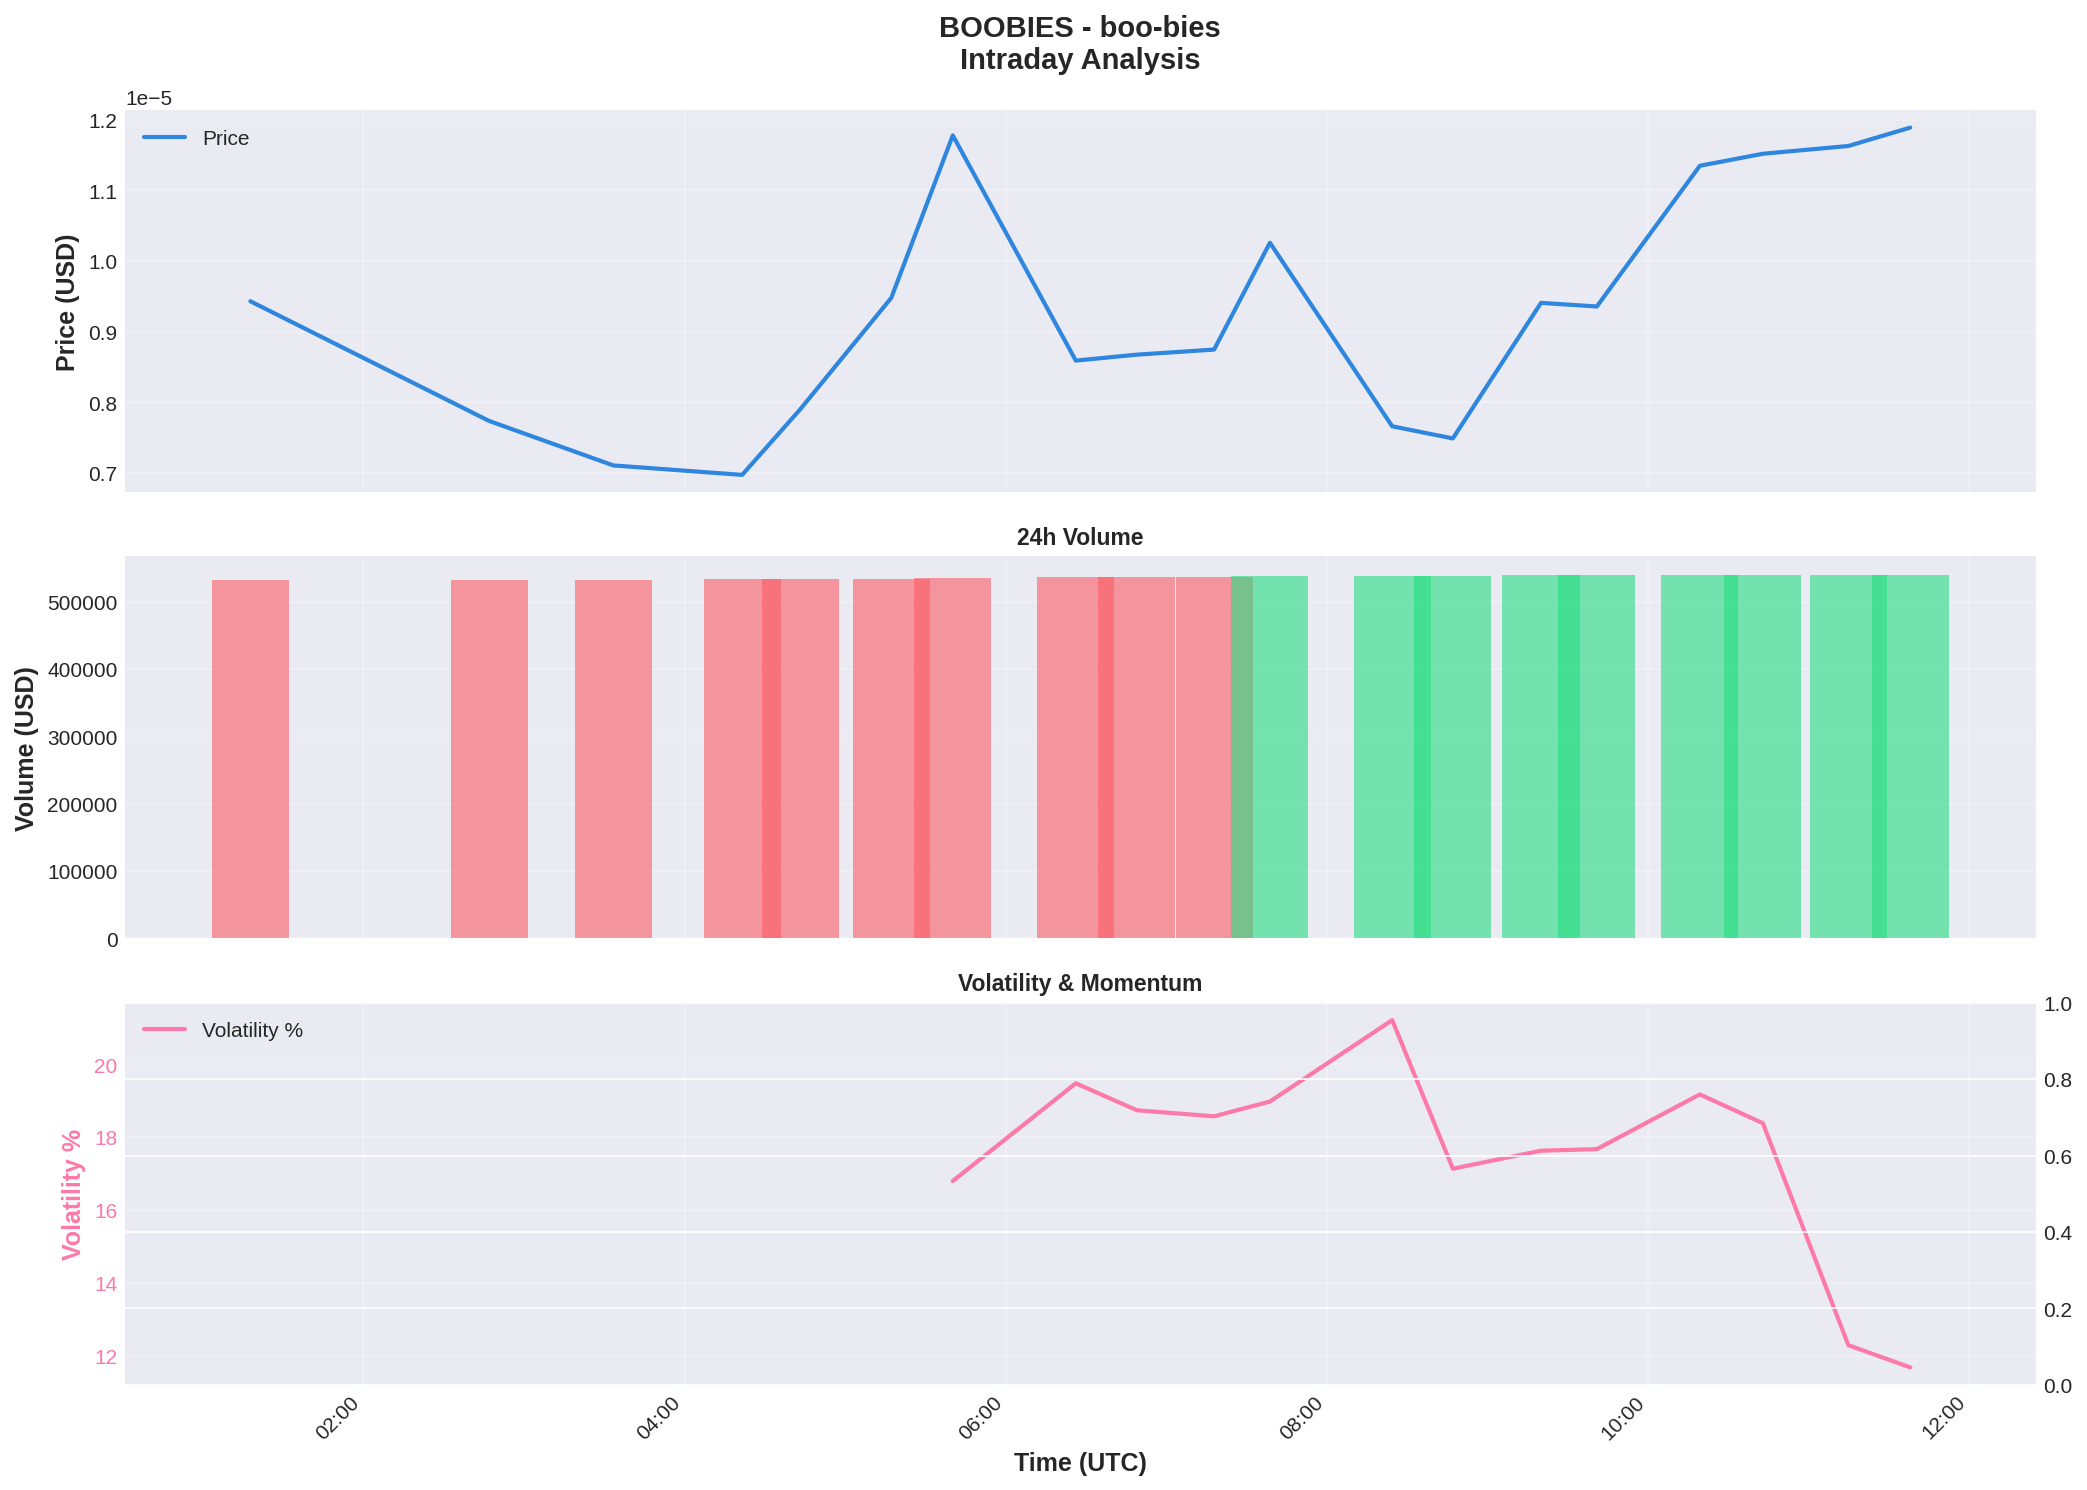 BOOBIES - boo-bies
Intraday Analysis
1e−5
1.2
1.1
1.0
0.9
0.8
0.7
Price (USD)
Price
24h Volume
500000
400000
300000
200000
100000
0
Volume (USD)
Volatility & Momentum
Volatility %
20
18
16
14
12
Volatility %
1.0
0.8
0.6
0.4
0.2
0.0
02:00
04:00
06:00
08:00
10:00
12:00
Time (UTC)